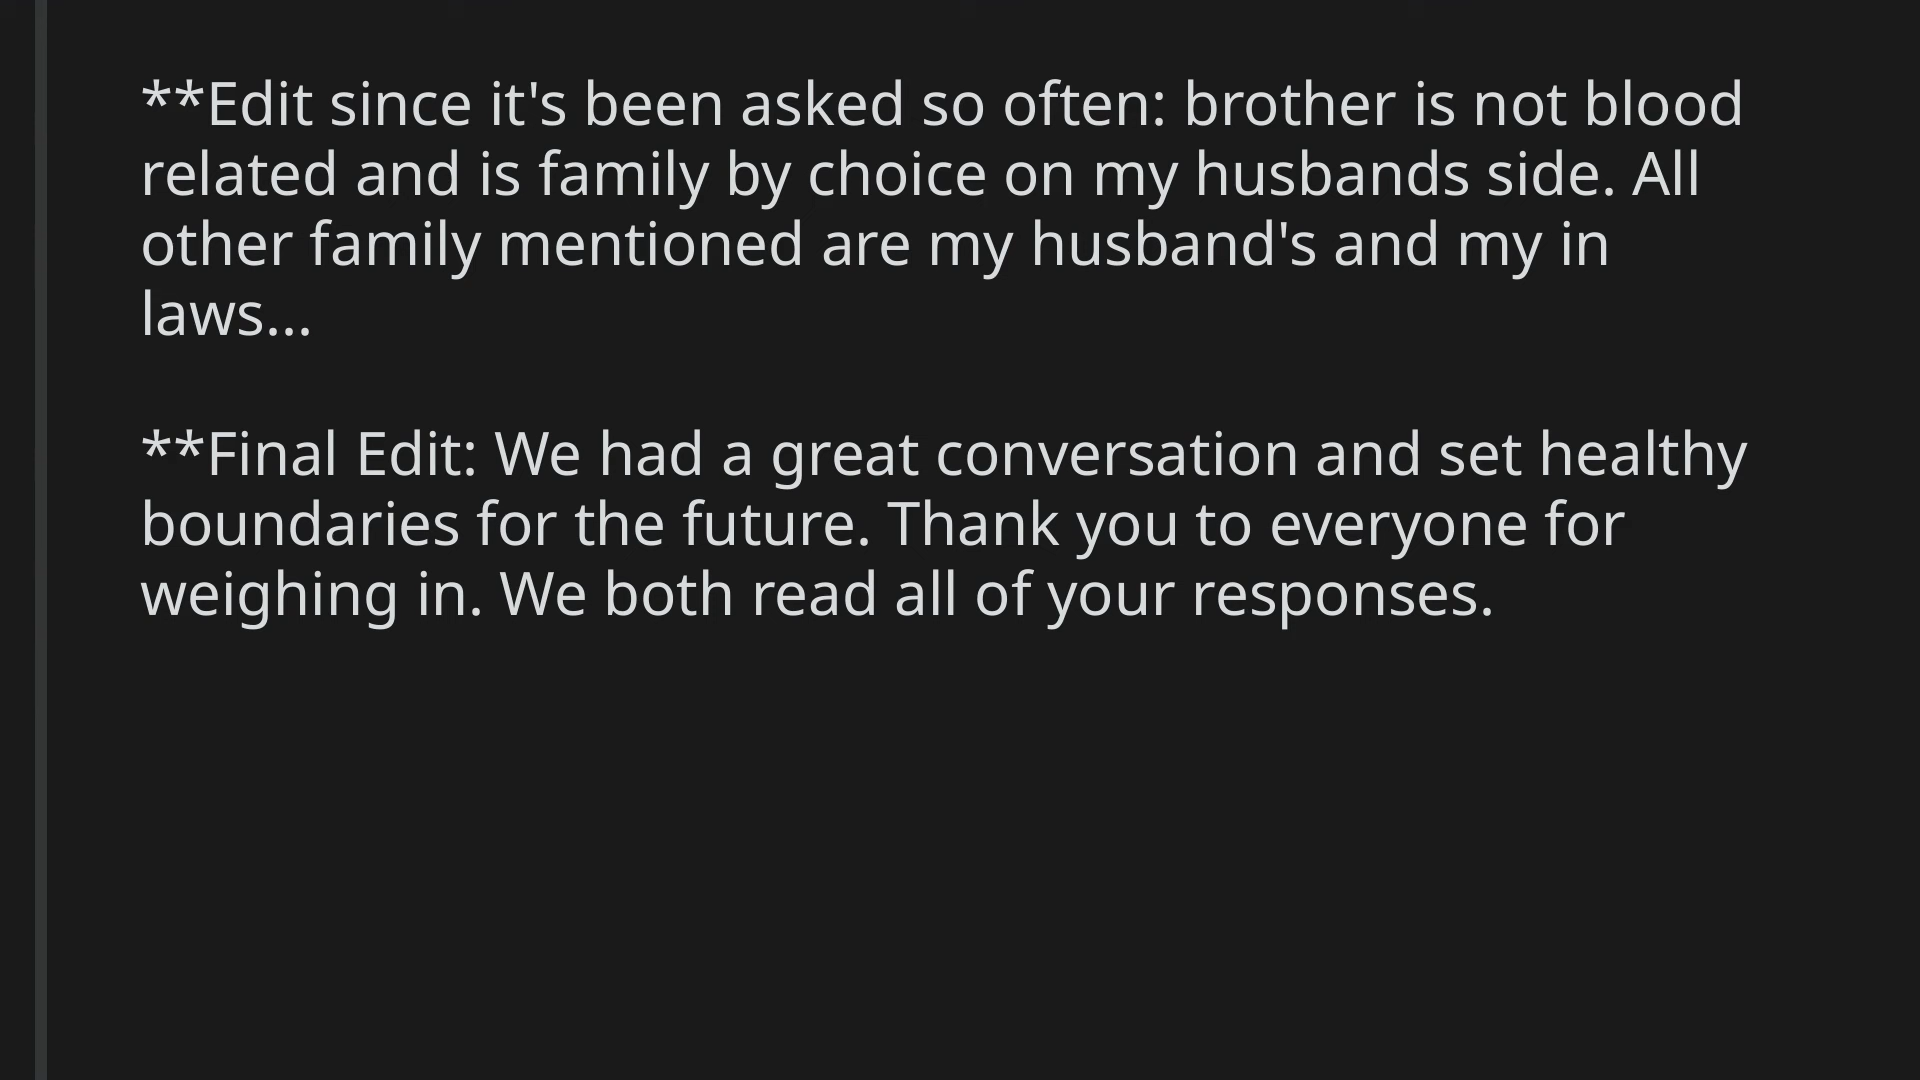 **Edit since it's been asked so often: brother is not blood
related and is family by choice on my husbands side. All
other family mentioned are my husband's and my in
laws...
**Final Edit: We had a great conversation and set healthy
boundaries for the future. Thank you to everyone for
weighing in. We both read all of your responses.